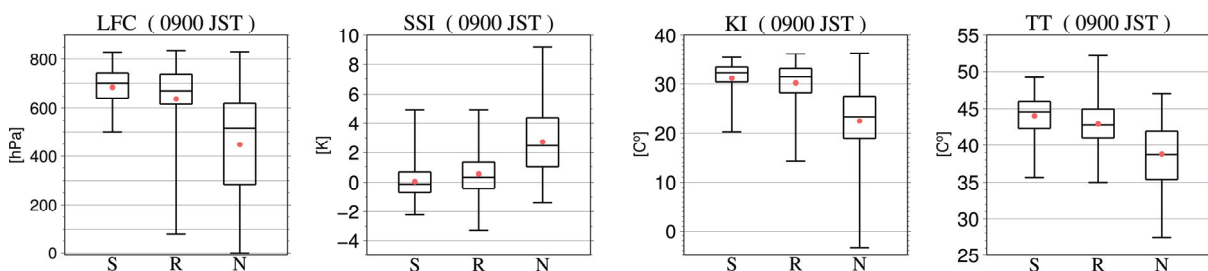 LFC ( 0900 JST )
[hPa]
800
600
400
200
0
S R N
SSI ( 0900 JST )
[K]
10
8
6
4
2
0
−2
−4
S R N
KI ( 0900 JST )
[C°]
40
30
20
10
0
S R N
TT ( 0900 JST )
[C°]
55
50
45
40
35
30
25
S R N